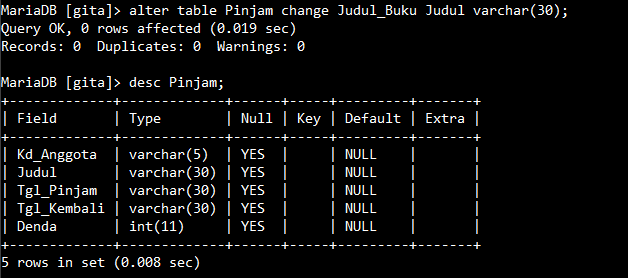 MariaDB [gita]> alter table Pinjam change Judul_Buku Judul varchar(30);
Query OK, 0 rows affected (0.019 sec)
Records: 0  Duplicates: 0  Warnings: 0

MariaDB [gita]> desc Pinjam;
+-------------+-------------+------+-----+---------+-------+
| Field       | Type        | Null | Key | Default | Extra |
+-------------+-------------+------+-----+---------+-------+
| Kd_Anggota  | varchar(5)  | YES  |     | NULL    |       |
| Judul       | varchar(30) | YES  |     | NULL    |       |
| Tgl_Pinjam  | varchar(30) | YES  |     | NULL    |       |
| Tgl_Kembali | varchar(30) | YES  |     | NULL    |       |
| Denda       | int(11)     | YES  |     | NULL    |       |
+-------------+-------------+------+-----+---------+-------+
5 rows in set (0.008 sec)